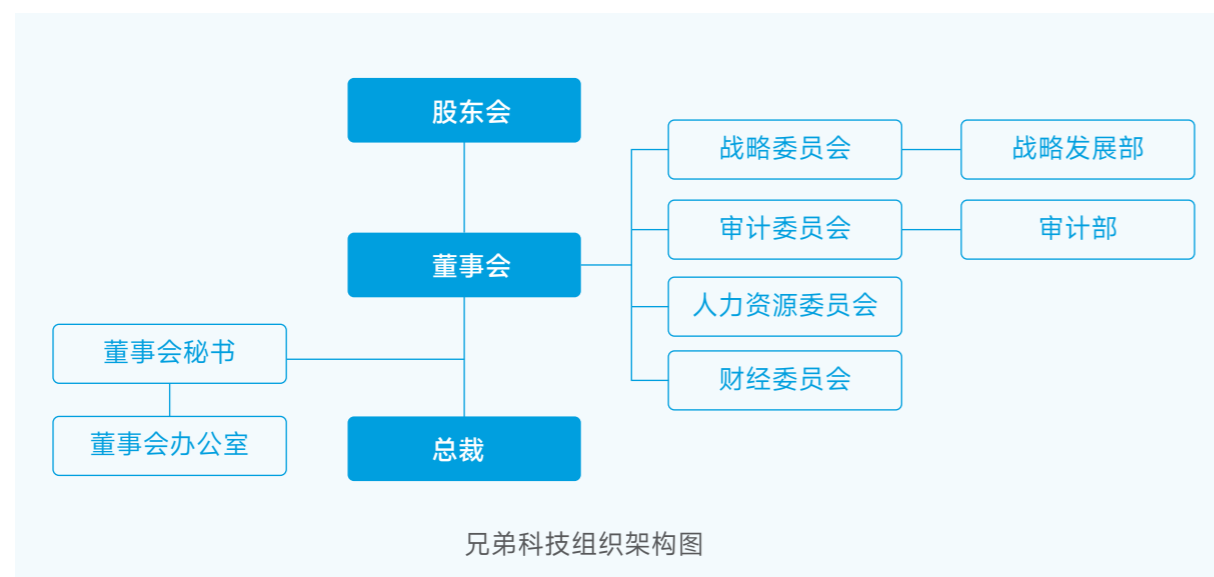 股东会
战略委员会
战略发展部
审计委员会
审计部
董事会
人力资源委员会
董事会秘书
财经委员会
董事会办公室
总裁
兄弟科技组织架构图